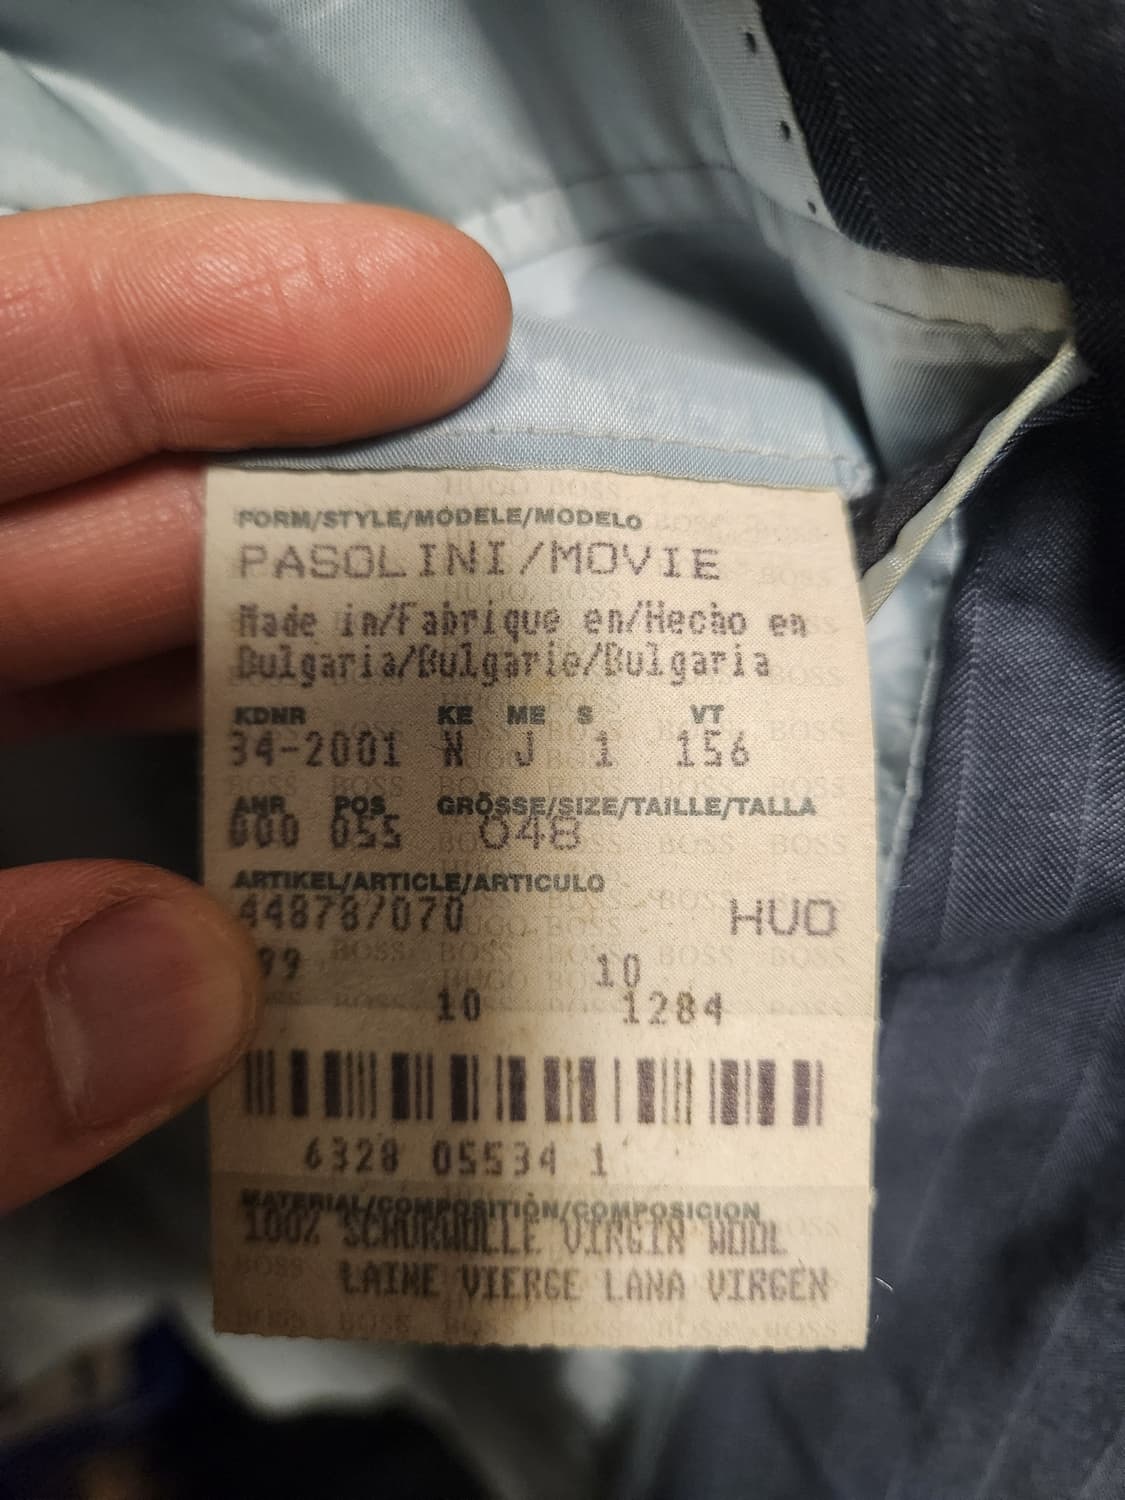 FORM/STYLE/MODELE/MODELO
PASOLINI/MOVIE
Made in/Fabrique en/Hecho en
Bulgaria/Bulgarie/Bulgaria
KDNR KE ME S VT
34-2001 N J 1 156
ANR POS GRÖSSE/SIZE/TAILLE/TALLA
000 055 048
ARTIKEL/ARTICLE/ARTICULO
44878/070 HUO
99 10
10 1284
6328 05534 1
MATERIAL/COMPOSITION/COMPOSICION
100% SCHURWOLLE VIRGIN WOOL
LAINE VIERGE LANA VIRGEN